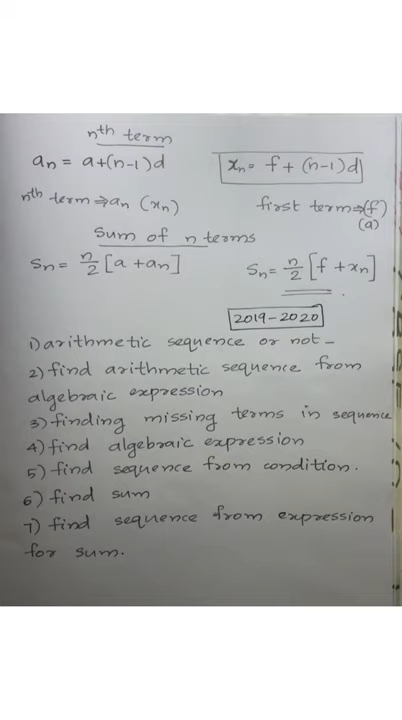 nth term
an = a+(n-1)d xn = f + (n-1)d
nth term ⇒ an (xn) first term ⇒ (f)
(a)
Sum of n terms
Sn = n/2 [a + an] Sn = n/2 [f + xn]
2019-2020
1) arithmetic sequence or not -
2) find arithmetic sequence from
algebraic expression
3) finding missing terms in sequence
4) find algebraic expression
5) find sequence from condition.
6) find sum
7) find sequence from expression
for sum.